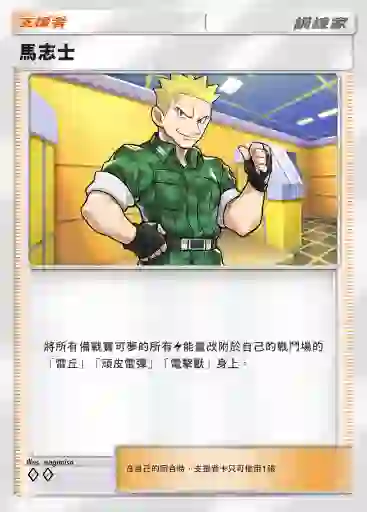 支援者
訓練家
馬志士
將所有備戰寶可夢的所有能量改附於自己的戰鬥場的
「雷丘」「頑皮雷彈」「電擊獸」身上。
Illus. nagimiso
在自己的回合時,支援者卡只可使用1張